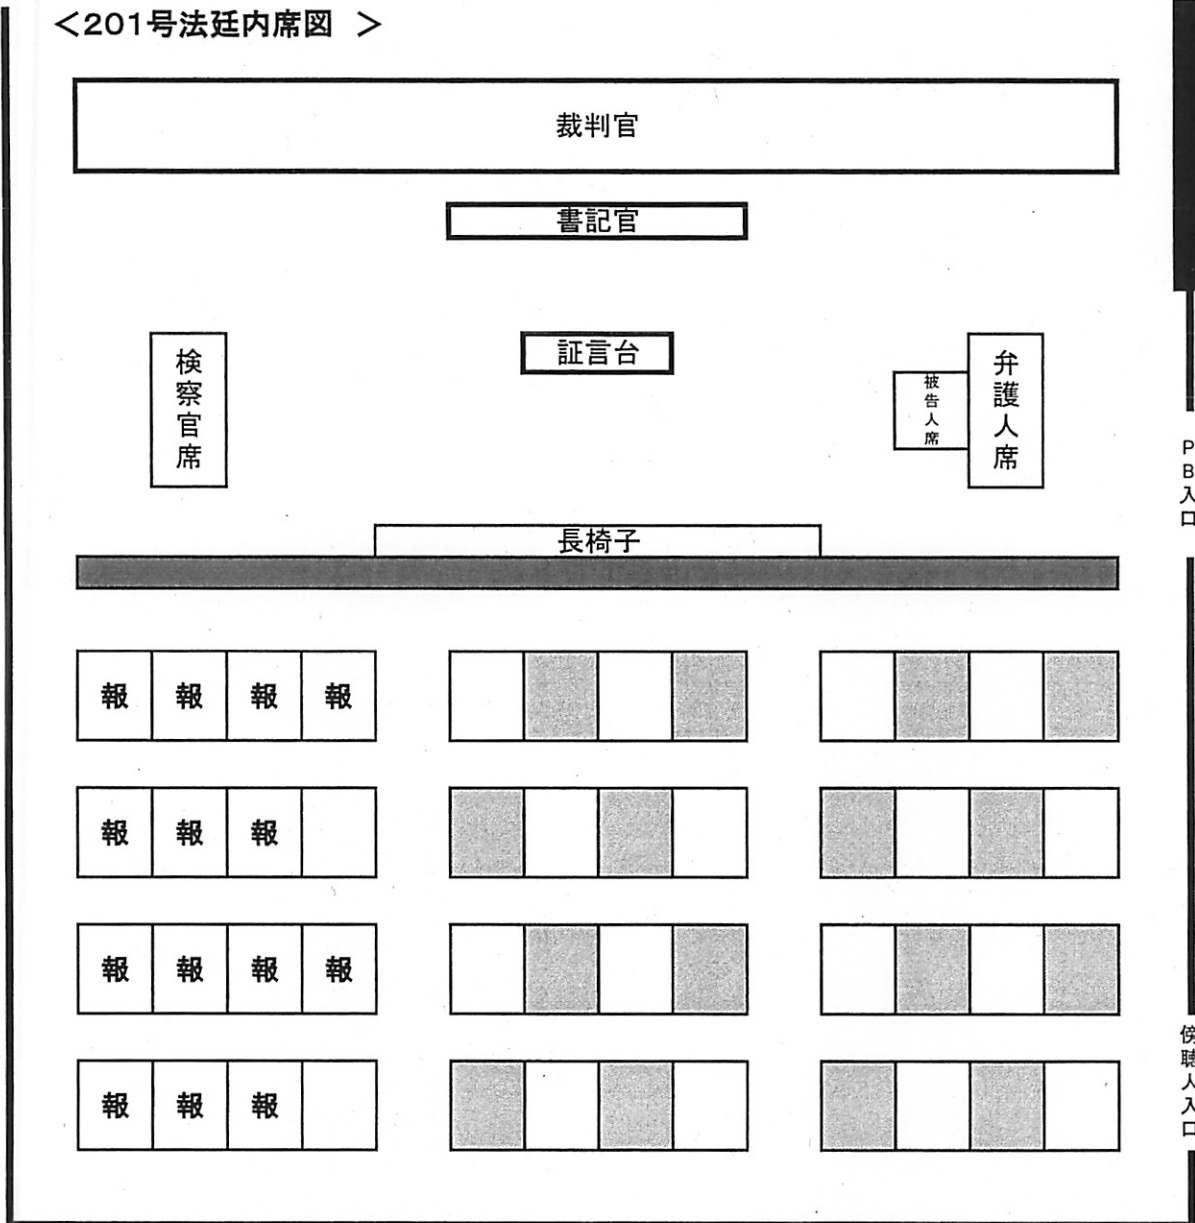 ＜201号法廷内席図 ＞
裁判官
書記官
証言台
検察官席
被告人席
弁護人席
PB入口
長椅子
報 報 報 報
報 報 報
報 報 報 報
報 報 報
傍聴人入口